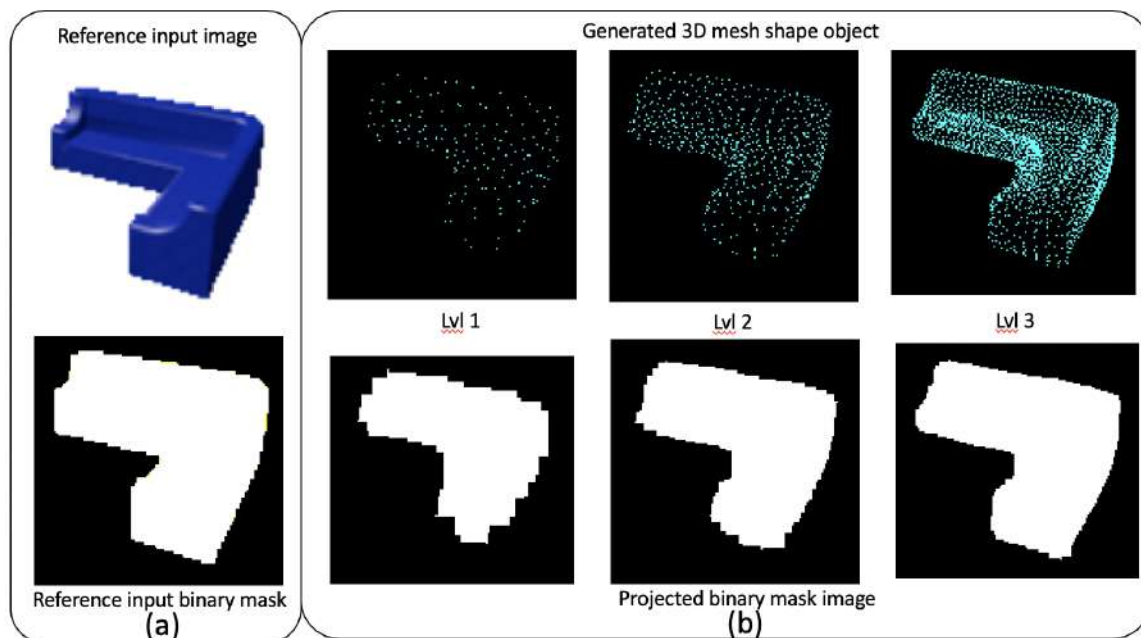 Reference input image
Generated 3D mesh shape object
Lvl 1
Lvl 2
Lvl 3
Reference input binary mask
Projected binary mask image
(a)
(b)